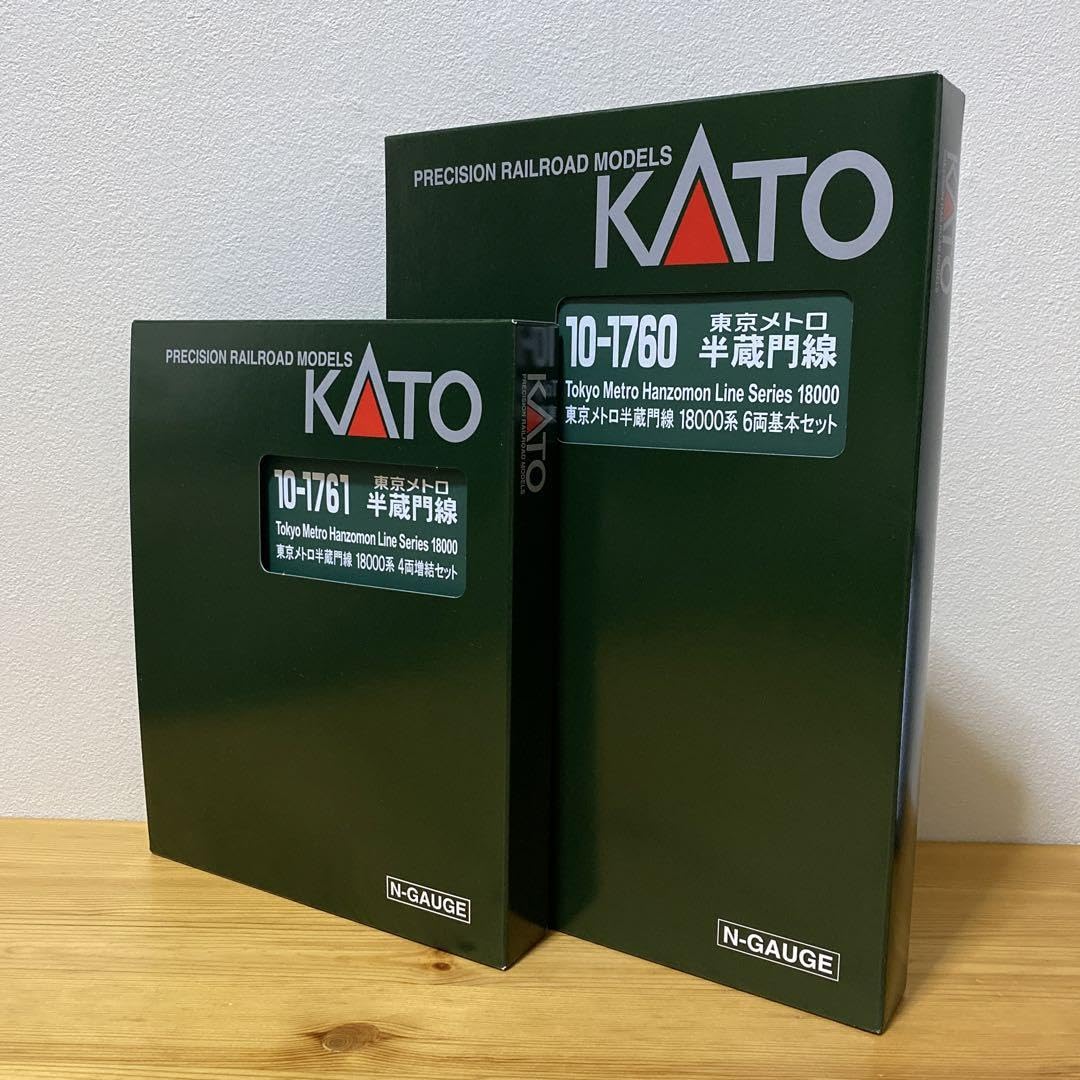 PRECISION RAILROAD MODELS
KATO
10-1761
東京メトロ
半蔵門線
Tokyo Metro Hanzomon Line Series 18000
東京メトロ半蔵門線 18000系 4両増結セット
N-GAUGE
KATO
PRECISION RAILROAD MODELS
PRECISION RAILROAD MODELS
KATO
10-1760
東京メトロ
半蔵門線
Tokyo Metro Hanzomon Line Series 18000
東京メトロ半蔵門線 18000系 6両基本セット
N-GAUGE
KATO
PRECISION RAILROAD MODELS